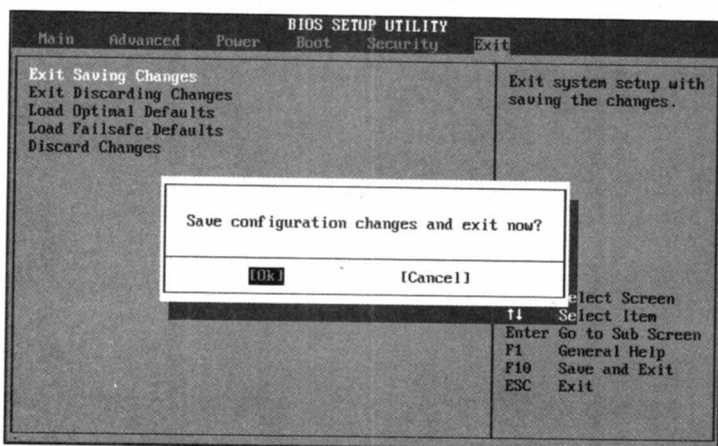 BIOS SETUP UTILITY
Main Advanced Power Boot Security Exit
Exit Saving Changes
Exit Discarding Changes
Load Optimal Defaults
Load Failsafe Defaults
Discard Changes
Exit system setup with
saving the changes.
Save configuration changes and exit now?
[Ok] [Cancel]
elect Screen
↑↓ Select Item
Enter Go to Sub Screen
F1 General Help
F10 Save and Exit
ESC Exit